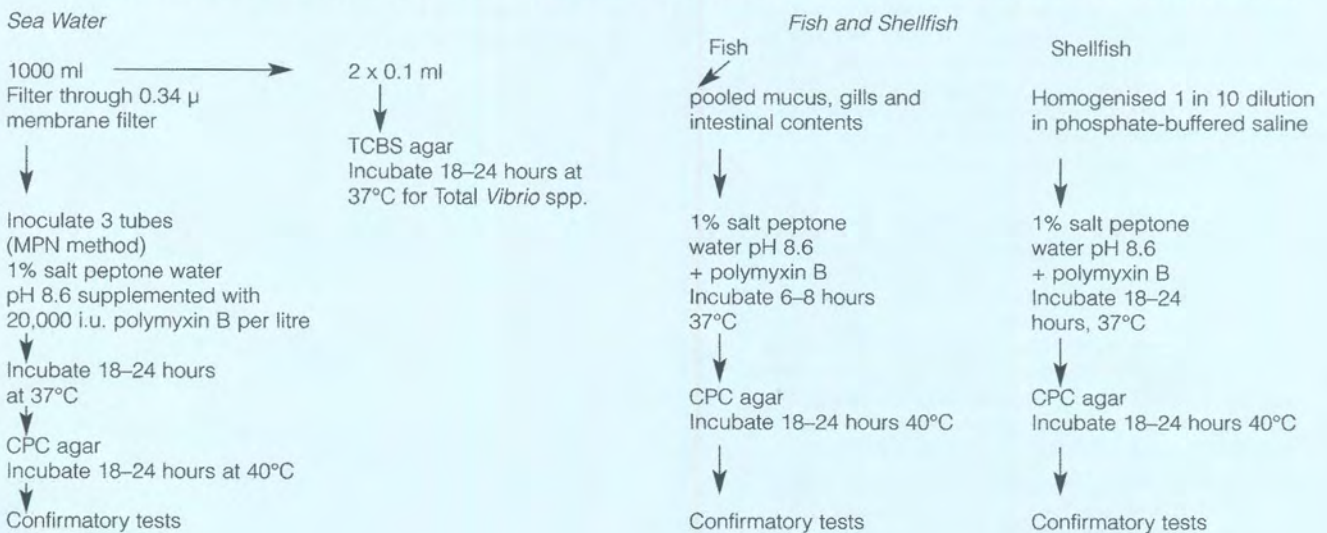 Sea Water
1000 ml
Filter through 0.34 µ
membrane filter
2 x 0.1 ml
TCBS agar
Incubate 18–24 hours at
37°C for Total Vibrio spp.
Inoculate 3 tubes
(MPN method)
1% salt peptone water
pH 8.6 supplemented with
20,000 i.u. polymyxin B per litre
Incubate 18–24 hours
at 37°C
CPC agar
Incubate 18–24 hours at 40°C
Confirmatory tests
Fish and Shellfish
Fish
pooled mucus, gills and
intestinal contents
1% salt peptone
water pH 8.6
+ polymyxin B
Incubate 6–8 hours
37°C
CPC agar
Incubate 18–24 hours 40°C
Confirmatory tests
Shellfish
Homogenised 1 in 10 dilution
in phosphate-buffered saline
1% salt peptone
water pH 8.6
+ polymyxin B
Incubate 18–24
hours, 37°C
CPC agar
Incubate 18–24 hours 40°C
Confirmatory tests